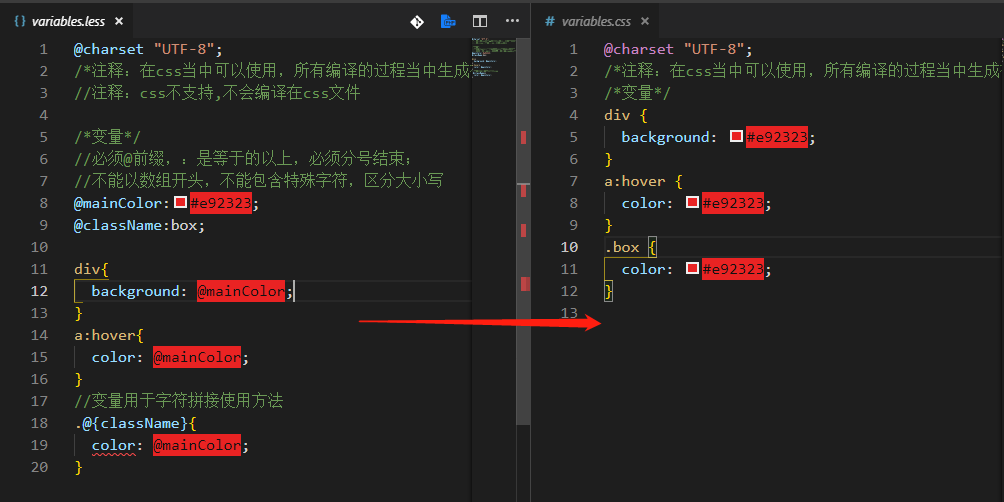 { } variables.less ×
1 @charset "UTF-8";
2 /*注释：在css当中可以使用，所有编译的过程当中生成
3 //注释：css不支持,不会编译在css文件
4
5 /*变量*/
6 //必须@前缀，：是等于的以上，必须分号结束；
7 //不能以数组开头，不能包含特殊字符，区分大小写
8 @mainColor:#e92323;
9 @className:box;
10
11 div{
12 background: @mainColor;
13 }
14 a:hover{
15 color: @mainColor;
16 }
17 //变量用于字符拼接使用方法
18 .@{className}{
19 color: @mainColor;
20 }
# variables.css ×
1 @charset "UTF-8";
2 /*注释：在css当中可以使用，所有编译的过程当中生成
3 /*变量*/
4 div {
5 background: #e92323;
6 }
7 a:hover {
8 color: #e92323;
9 }
10 .box {
11 color: #e92323;
12 }
13